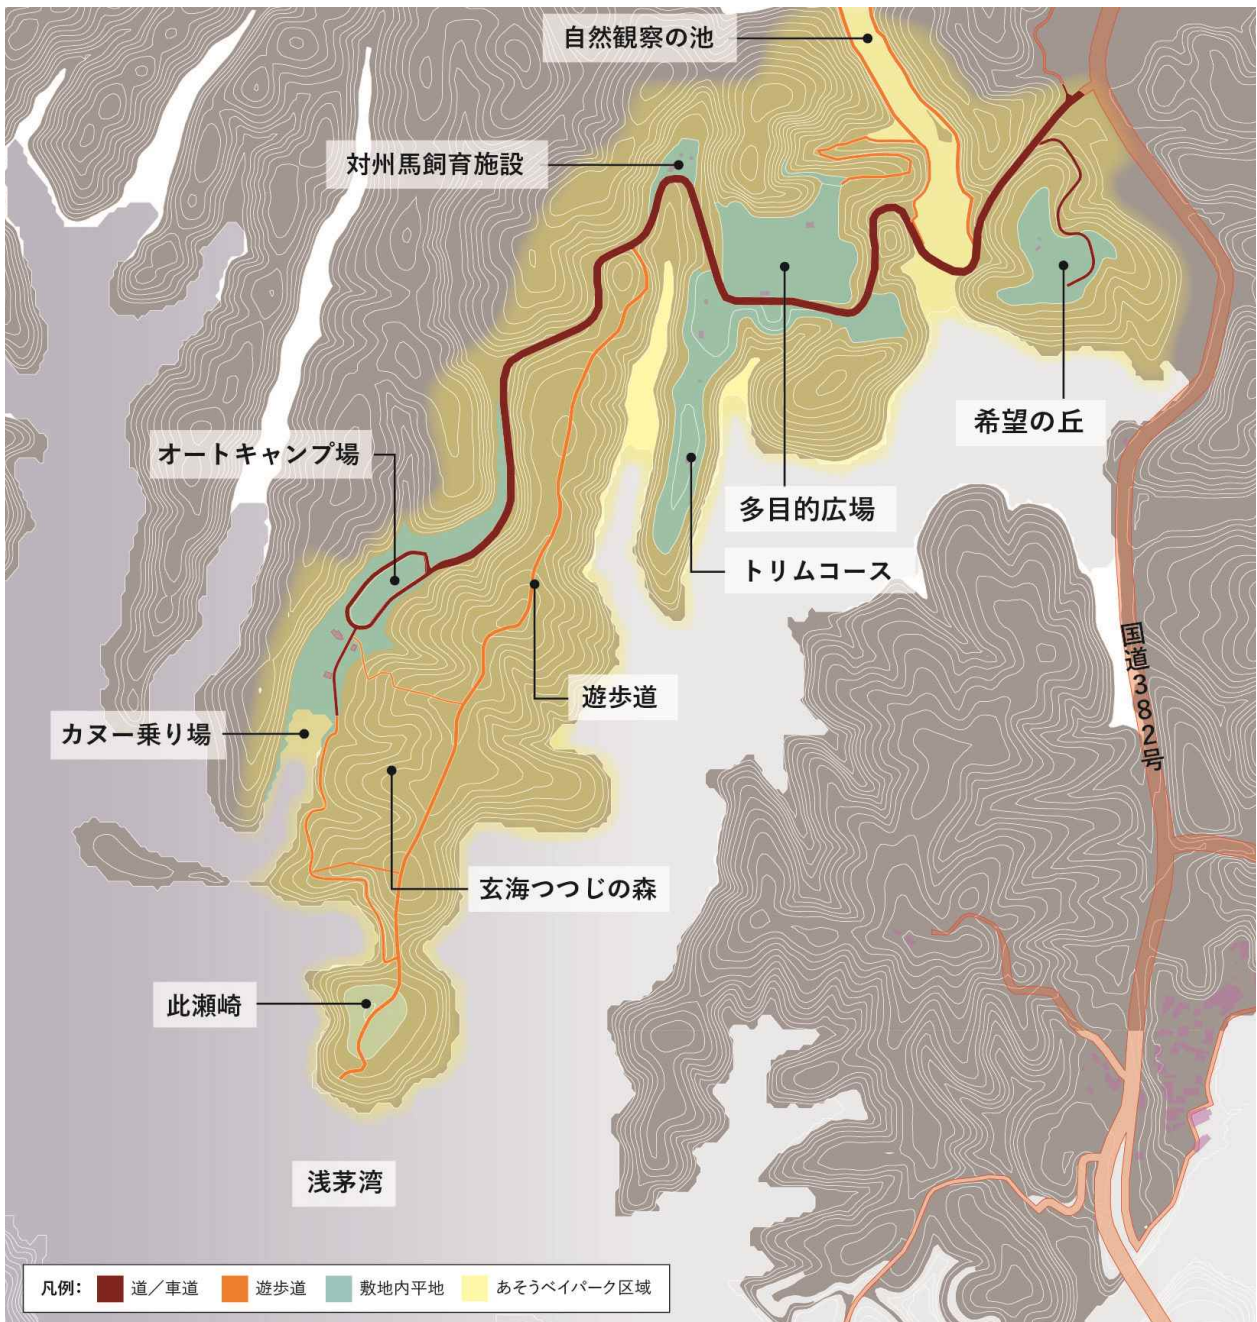 自然観察の池
対州馬飼育施設
希望の丘
オートキャンプ場
多目的広場
トリムコース
国道382号
遊歩道
カヌー乗り場
玄海つつじの森
此瀬崎
浅茅湾
凡例: 道／車道 遊歩道 敷地内平地 あそうベイパーク区域